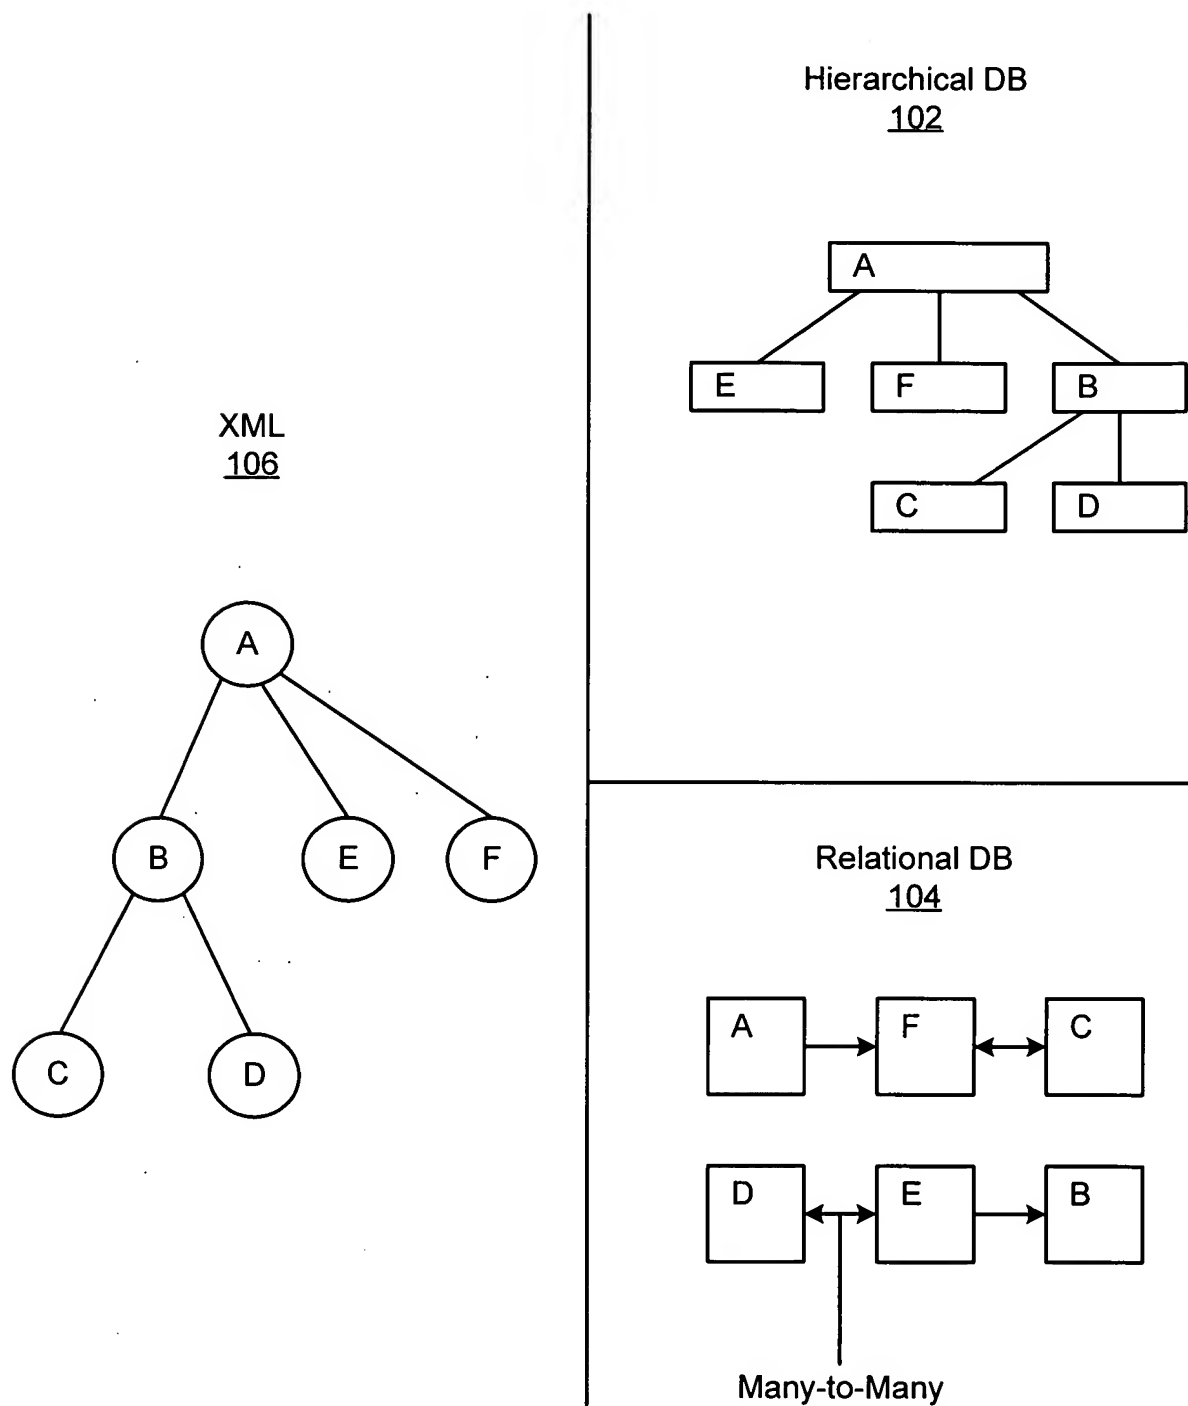 XML
106
A
B
E
F
C
D
Hierarchical DB
102
A
E
F
B
C
D
Relational DB
104
A
F
C
D
E
B
Many-to-Many